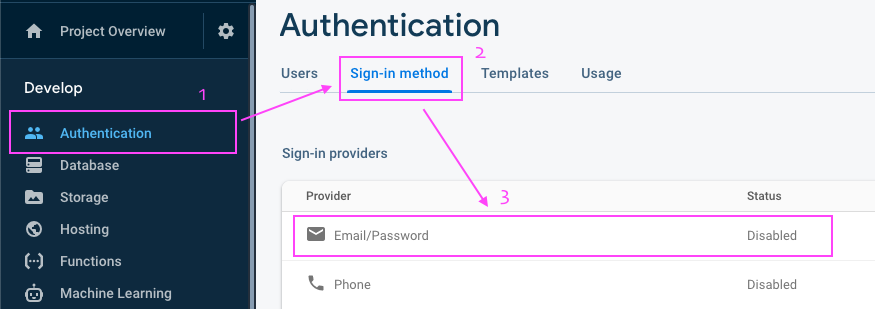 Project Overview
Develop
1
Authentication
Database
Storage
Hosting
Functions
Machine Learning
Authentication
2
Users Sign-in method Templates Usage
Sign-in providers
3
Provider Status
Email/Password Disabled
Phone Disabled